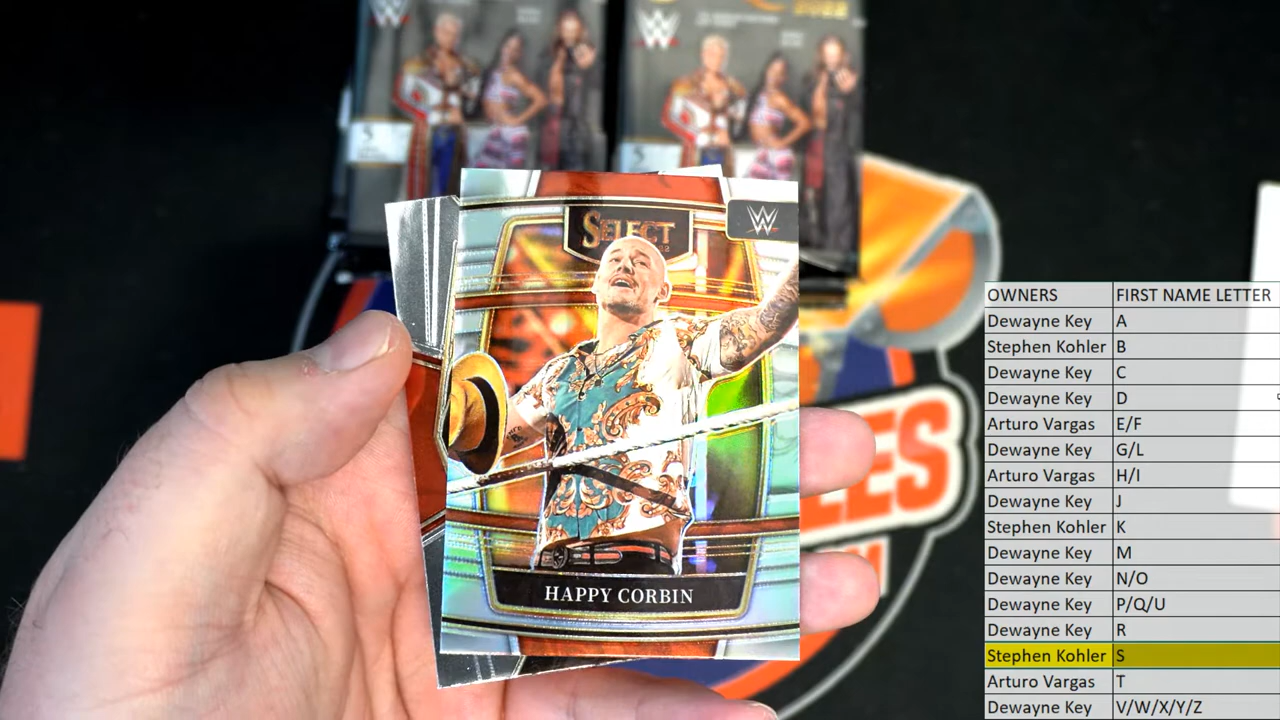 2022
SELECT
W
HAPPY CORBIN
LES
OWNERS FIRST NAME LETTER
Dewayne Key A
Stephen Kohler B
Dewayne Key C
Dewayne Key D
Arturo Vargas E/F
Dewayne Key G/L
Arturo Vargas H/I
Dewayne Key J
Stephen Kohler K
Dewayne Key M
Dewayne Key N/O
Dewayne Key P/Q/U
Dewayne Key R
Stephen Kohler S
Arturo Vargas T
Dewayne Key V/W/X/Y/Z